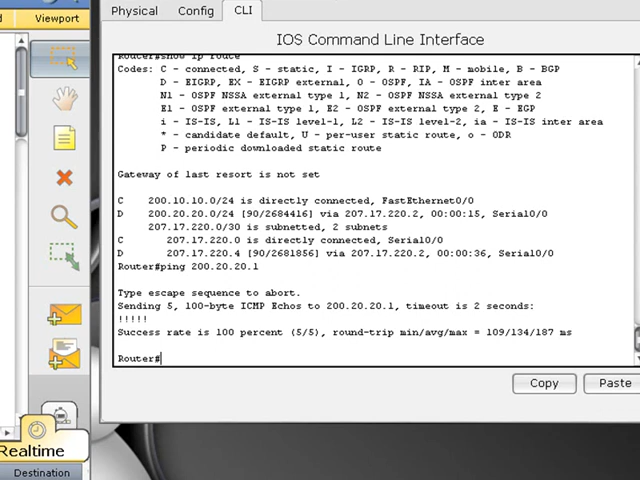 d
Viewport
Physical
Config
CLI
IOS Command Line Interface
Router#show ip route
Codes: C - connected, S - static, I - IGRP, R - RIP, M - mobile, B - BGP
D - EIGRP, EX - EIGRP external, O - OSPF, IA - OSPF inter area
N1 - OSPF NSSA external type 1, N2 - OSPF NSSA external type 2
E1 - OSPF external type 1, E2 - OSPF external type 2, E - EGP
i - IS-IS, L1 - IS-IS level-1, L2 - IS-IS level-2, ia - IS-IS inter area
* - candidate default, U - per-user static route, o - ODR
P - periodic downloaded static route
Gateway of last resort is not set
C 200.10.10.0/24 is directly connected, FastEthernet0/0
D 200.20.20.0/24 [90/2684416] via 207.17.220.2, 00:00:15, Serial0/0
207.17.220.0/30 is subnetted, 2 subnets
C 207.17.220.0 is directly connected, Serial0/0
D 207.17.220.4 [90/2681856] via 207.17.220.2, 00:00:36, Serial0/0
Router#ping 200.20.20.1
Type escape sequence to abort.
Sending 5, 100-byte ICMP Echos to 200.20.20.1, timeout is 2 seconds:
!!!!!
Success rate is 100 percent (5/5), round-trip min/avg/max = 109/134/187 ms
Router#
Copy
Paste
Realtime
Destination